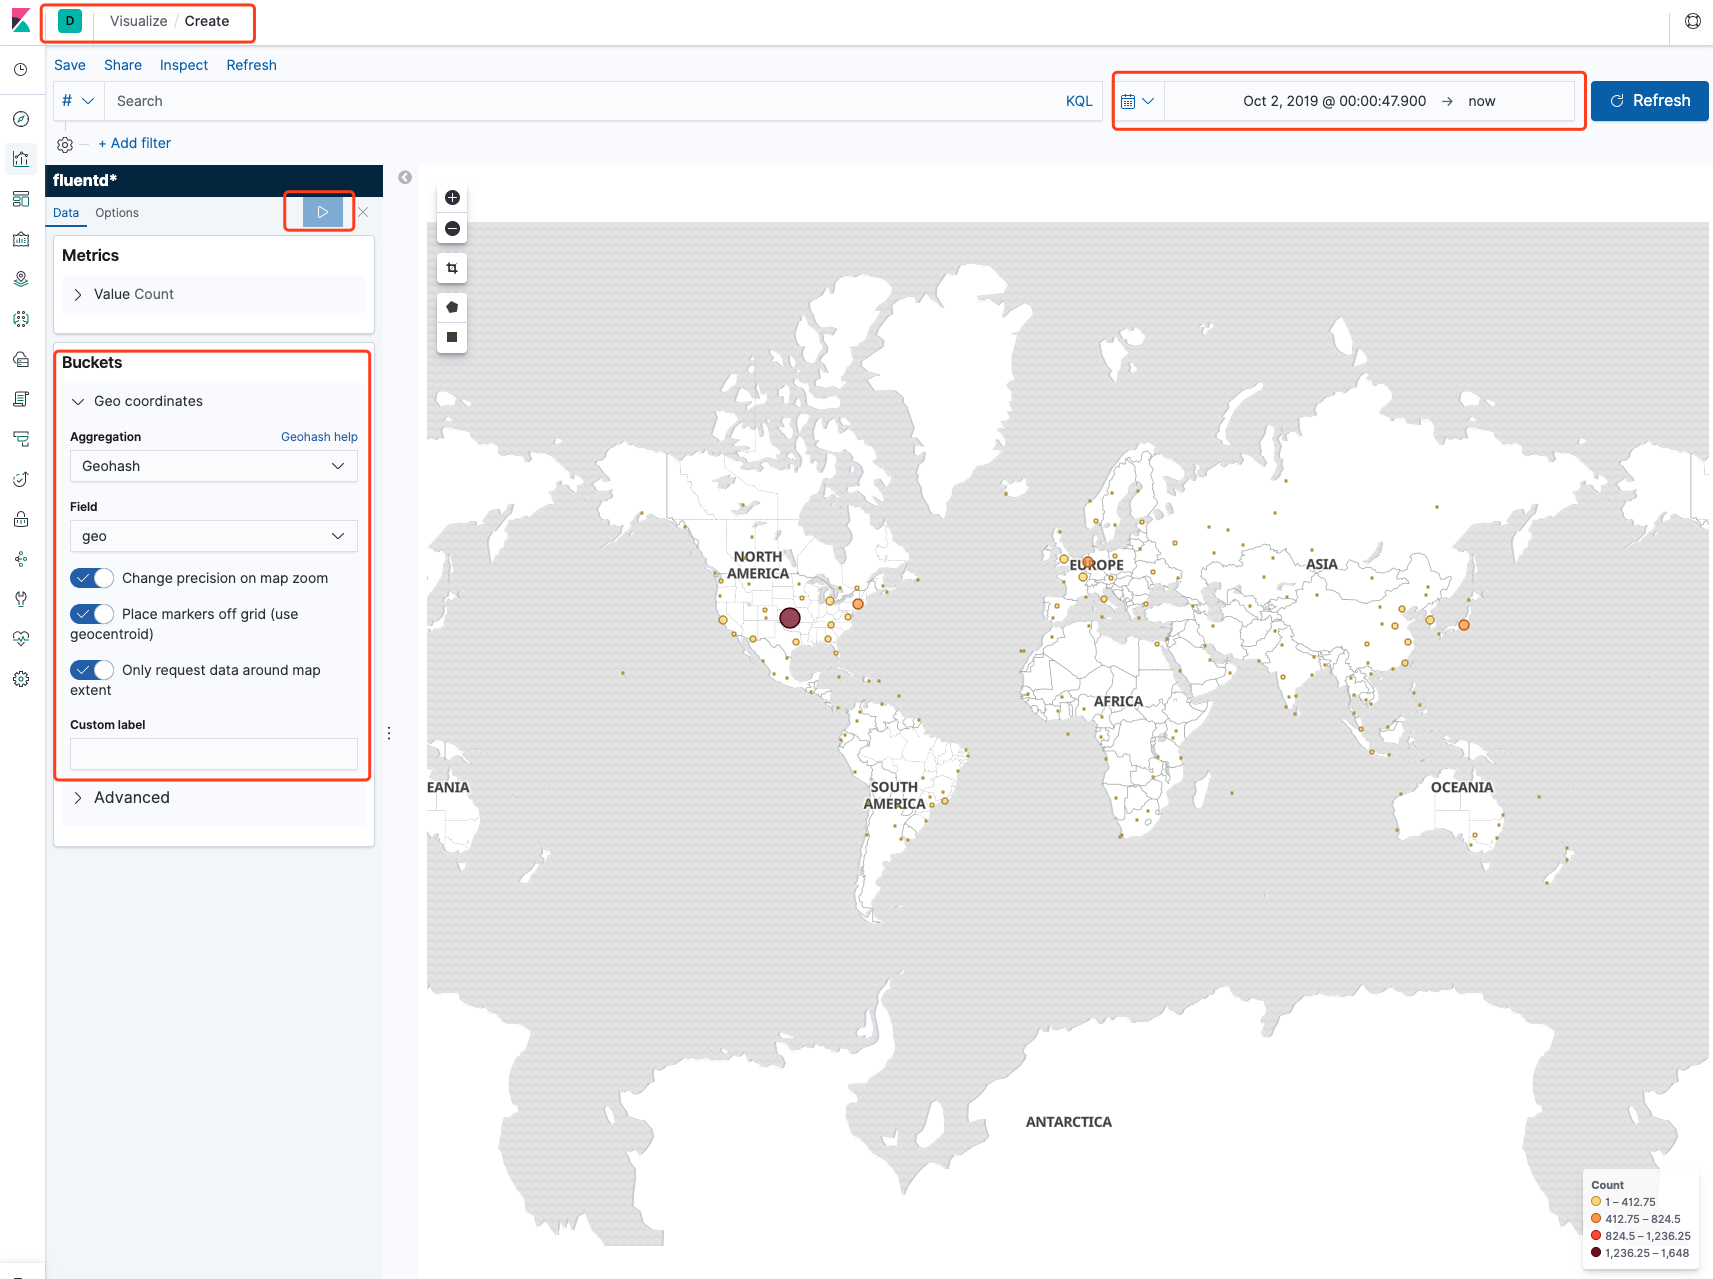 D Visualize / Create
Save Share Inspect Refresh
# Search KQL
Oct 2, 2019 @ 00:00:47.900 → now
Refresh
+ Add filter
fluentd*
Data Options
Metrics
Value Count
Buckets
Geo coordinates
Aggregation Geohash help
Geohash
Field
geo
Change precision on map zoom
Place markers off grid (use
geocentroid)
Only request data around map
extent
Custom label
Advanced
NORTH
AMERICA
EUROPE
ASIA
AFRICA
SOUTH
AMERICA
EANIA
OCEANIA
ANTARCTICA
Count
1 – 412.75
412.75 – 824.5
824.5 – 1,236.25
1,236.25 – 1,648